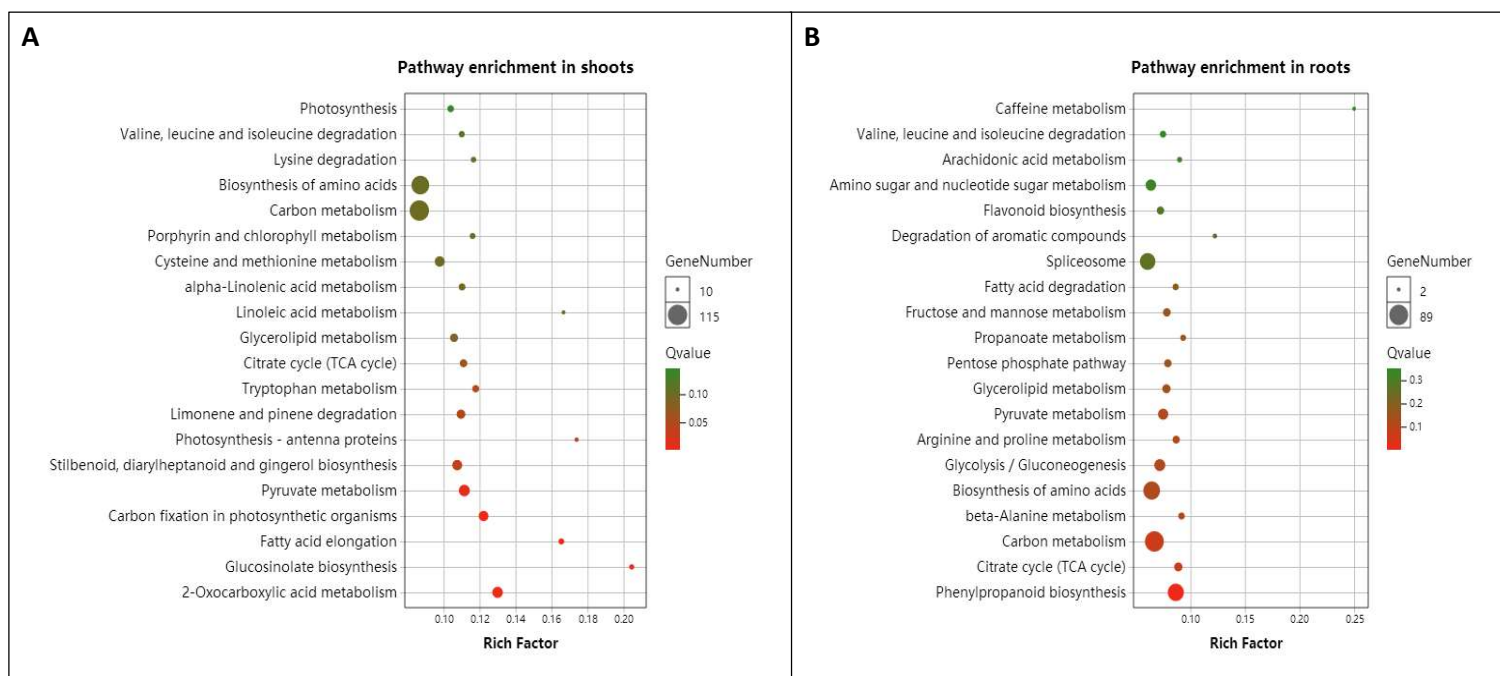 A
Pathway enrichment in shoots
Photosynthesis
Valine, leucine and isoleucine degradation
Lysine degradation
Biosynthesis of amino acids
Carbon metabolism
Porphyrin and chlorophyll metabolism
Cysteine and methionine metabolism
alpha-Linolenic acid metabolism
Linoleic acid metabolism
Glycerolipid metabolism
Citrate cycle (TCA cycle)
Tryptophan metabolism
Limonene and pinene degradation
Photosynthesis - antenna proteins
Stilbenoid, diarylheptanoid and gingerol biosynthesis
Pyruvate metabolism
Carbon fixation in photosynthetic organisms
Fatty acid elongation
Glucosinolate biosynthesis
2-Oxocarboxylic acid metabolism
0.10 0.12 0.14 0.16 0.18 0.20
Rich Factor
GeneNumber
10
115
Qvalue
0.10
0.05
B
Pathway enrichment in roots
Caffeine metabolism
Valine, leucine and isoleucine degradation
Arachidonic acid metabolism
Amino sugar and nucleotide sugar metabolism
Flavonoid biosynthesis
Degradation of aromatic compounds
Spliceosome
Fatty acid degradation
Fructose and mannose metabolism
Propanoate metabolism
Pentose phosphate pathway
Glycerolipid metabolism
Pyruvate metabolism
Arginine and proline metabolism
Glycolysis / Gluconeogenesis
Biosynthesis of amino acids
beta-Alanine metabolism
Carbon metabolism
Citrate cycle (TCA cycle)
Phenylpropanoid biosynthesis
0.10 0.15 0.20 0.25
Rich Factor
GeneNumber
2
89
Qvalue
0.3
0.2
0.1